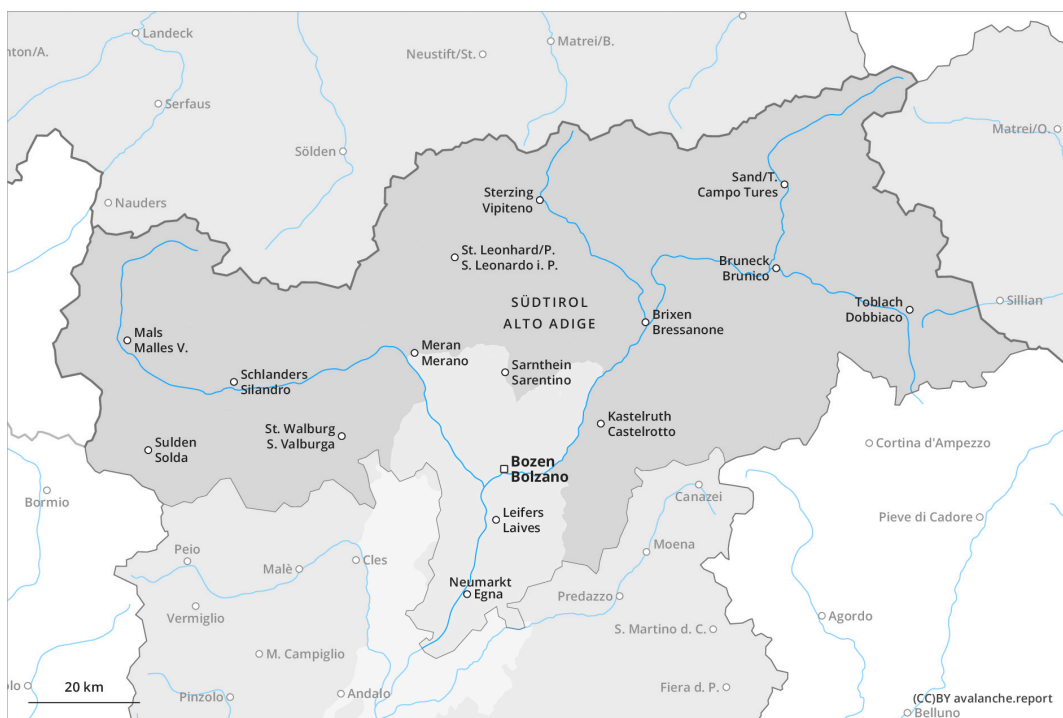 Landeck
nton/A.
Neustift/St.
Matrei/B.
Serfaus
Matrei/O.
Sölden
Nauders
Sand/T.
Campo Tures
Sterzing
Vipiteno
St. Leonhard/P.
S. Leonardo i. P.
Bruneck
Brunico
SÜDTIROL
ALTO ADIGE
Toblach
Dobbiaco
Sillian
Brixen
Bressanone
Mals
Malles V.
Meran
Merano
Sarnthein
Sarentino
Schlanders
Silandro
St. Walburg
S. Valburga
Kastelruth
Castelrotto
Sulden
Solda
Cortina d'Ampezzo
Bozen
Bolzano
Bormio
Canazei
Leifers
Laives
Pieve di Cadore
Peio
Malè
Cles
Moena
Neumarkt
Egna
Vermiglio
Predazzo
Agordo
S. Martino d. C.
M. Campiglio
olo
20 km
Pinzolo
Andalo
Fiera d. P.
(CC)BY avalanche.report
Belluno